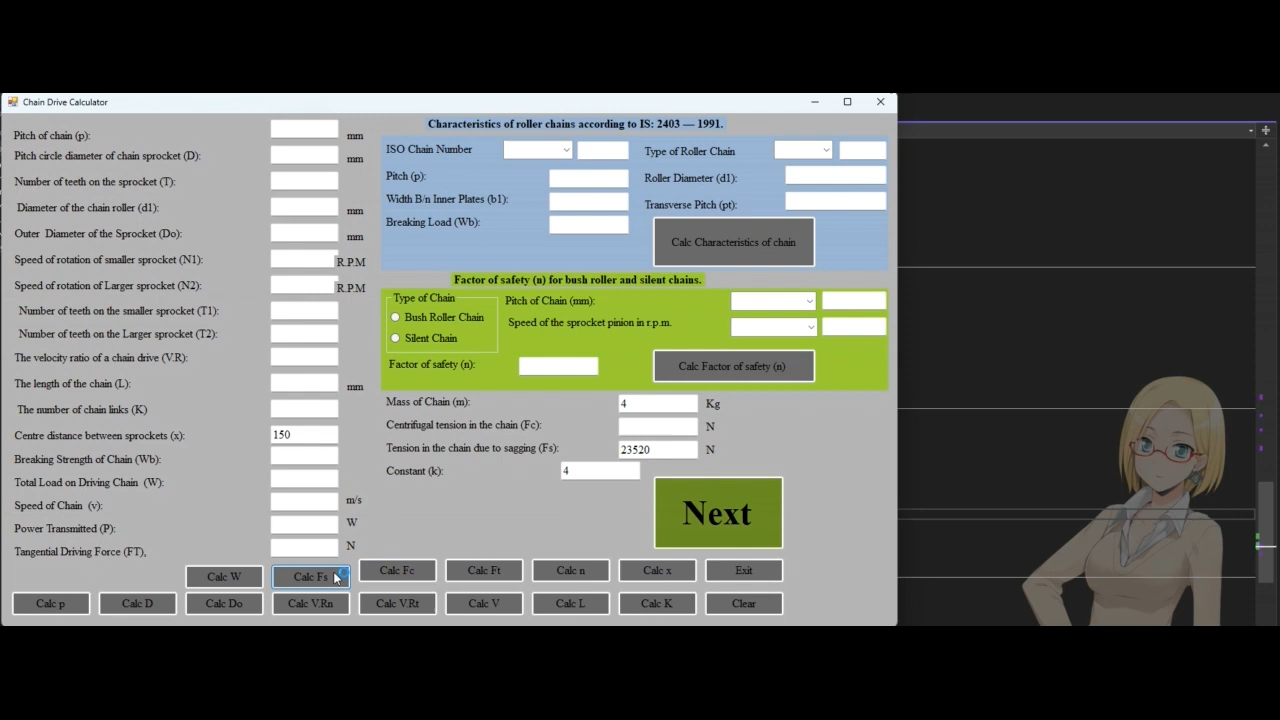 Chain Drive Calculator
Pitch of chain (p): mm
Pitch circle diameter of chain sprocket (D): mm
Number of teeth on the sprocket (T):
Diameter of the chain roller (d1): mm
Outer Diameter of the Sprocket (Do): mm
Speed of rotation of smaller sprocket (N1): R.P.M
Speed of rotation of Larger sprocket (N2): R.P.M
Number of teeth on the smaller sprocket (T1):
Number of teeth on the Larger sprocket (T2):
The velocity ratio of a chain drive (V.R):
The length of the chain (L): mm
The number of chain links (K)
Centre distance between sprockets (x): 150
Breaking Strength of Chain (Wb):
Total Load on Driving Chain (W):
Speed of Chain (v): m/s
Power Transmitted (P): W
Tangential Driving Force (FT), N
Characteristics of roller chains according to IS: 2403 — 1991.
ISO Chain Number
Type of Roller Chain
Pitch (p):
Roller Diameter (d1):
Width B/n Inner Plates (b1):
Transverse Pitch (pt):
Breaking Load (Wb):
Calc Characteristics of chain
Factor of safety (n) for bush roller and silent chains.
Type of Chain
Bush Roller Chain
Silent Chain
Pitch of Chain (mm):
Speed of the sprocket pinion in r.p.m.
Factor of safety (n):
Calc Factor of safety (n)
Mass of Chain (m): 4 Kg
Centrifugal tension in the chain (Fc): N
Tension in the chain due to sagging (Fs): 23520 N
Constant (k): 4
Next
Calc W Calc Fs Calc Fc Calc Ft Calc n Calc x Exit
Calc p Calc D Calc Do Calc V.Rn Calc V.Rt Calc V Calc L Calc K Clear